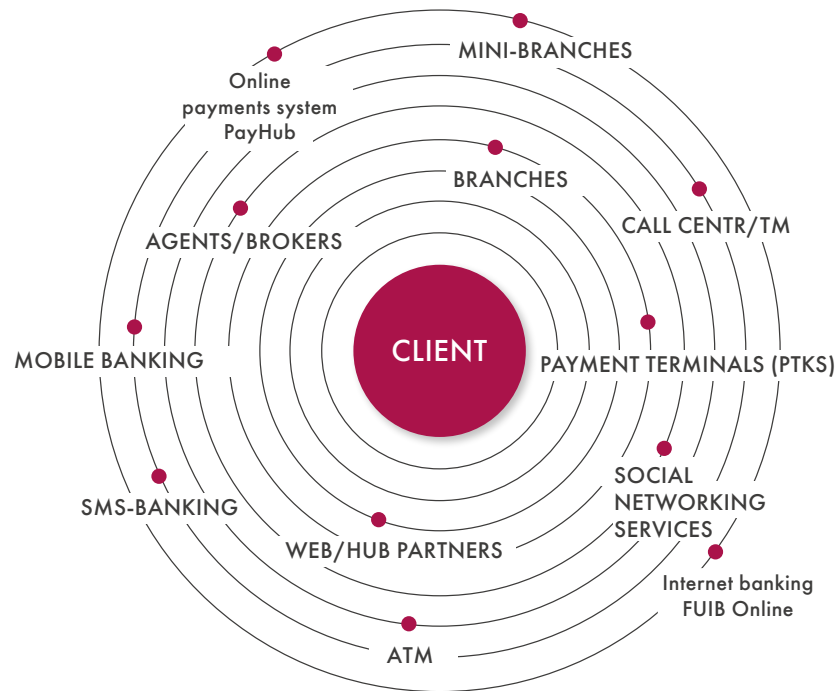 MINI-BRANCHES
Online
payments system
PayHub
BRANCHES
CALL CENTR/TM
AGENTS/BROKERS
CLIENT
MOBILE BANKING
PAYMENT TERMINALS (PTKS)
SOCIAL
NETWORKING
SERVICES
SMS-BANKING
WEB/HUB PARTNERS
Internet banking
FUIB Online
ATM